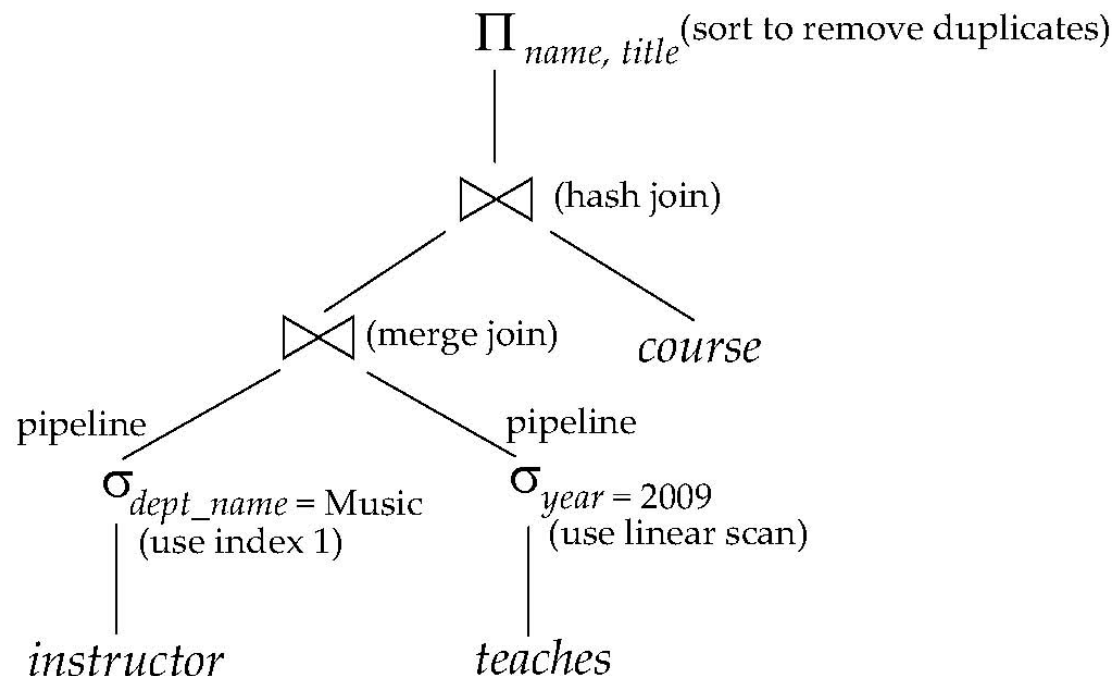 Π name, title (sort to remove duplicates)
(hash join)
(merge join)
course
pipeline
pipeline
σ dept_name = Music
(use index 1)
σ year = 2009
(use linear scan)
instructor
teaches